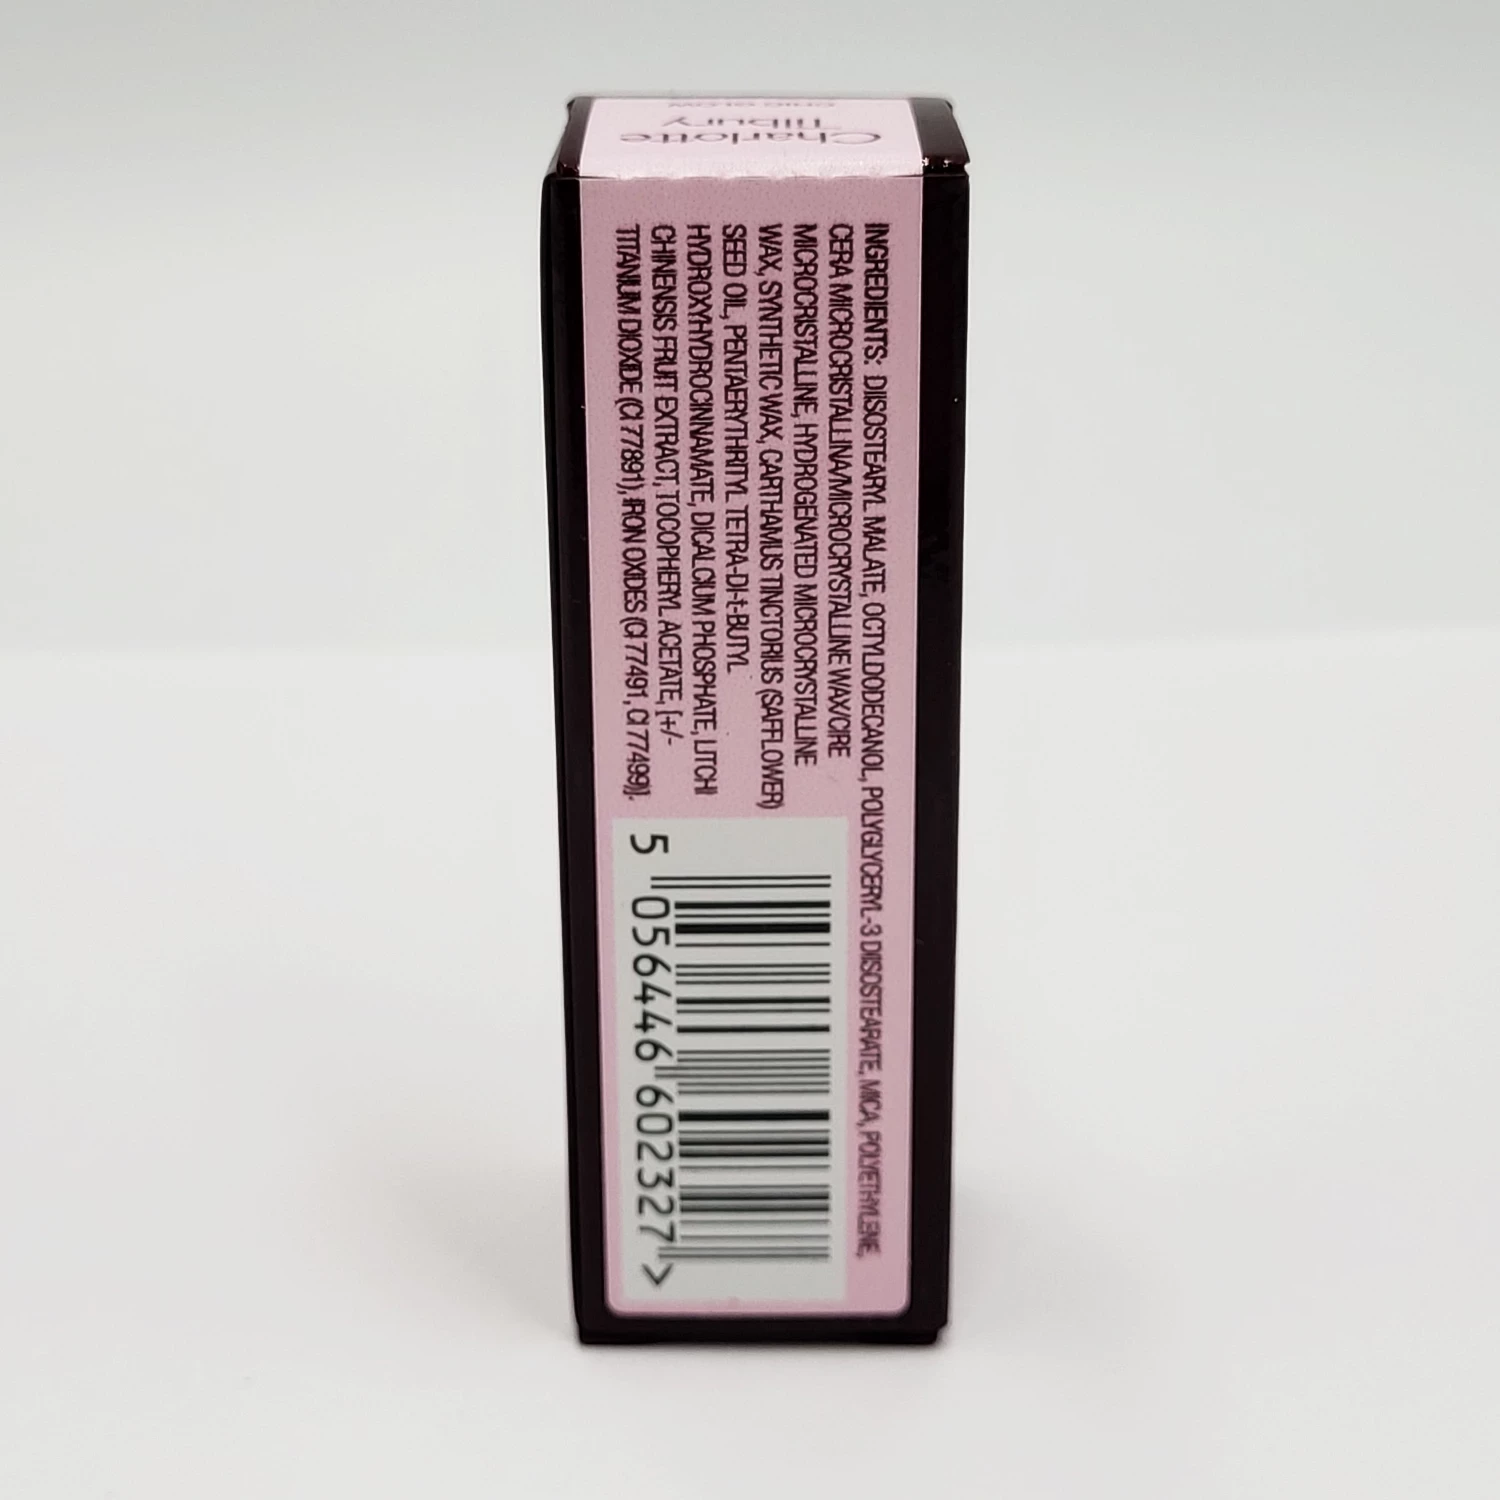 Charlotte
Tilbury
CHIC GLOW
INGREDIENTS: DIISOSTEARYL MALATE, OCTYLDODECANOL, POLYGLYCERYL-3 DIISOSTEARATE, MICA, POLYETHYLENE,
CERA MICROCRISTALLINA/MICROCRYSTALLINE WAX/CIRE
MICROCRISTALLINE, HYDROGENATED MICROCRYSTALLINE
WAX, SYNTHETIC WAX, CARTHAMUS TINCTORIUS (SAFFLOWER)
SEED OIL, PENTAERYTHRITYL TETRA-DI-t-BUTYL
HYDROXYHYDROCINNAMATE, DICALCIUM PHOSPHATE, LITCHI
CHINENSIS FRUIT EXTRACT, TOCOPHERYL ACETATE, [+/-
TITANIUM DIOXIDE (CI 77891), IRON OXIDES (CI 77491, CI 77499)].
5 056446 602327 >